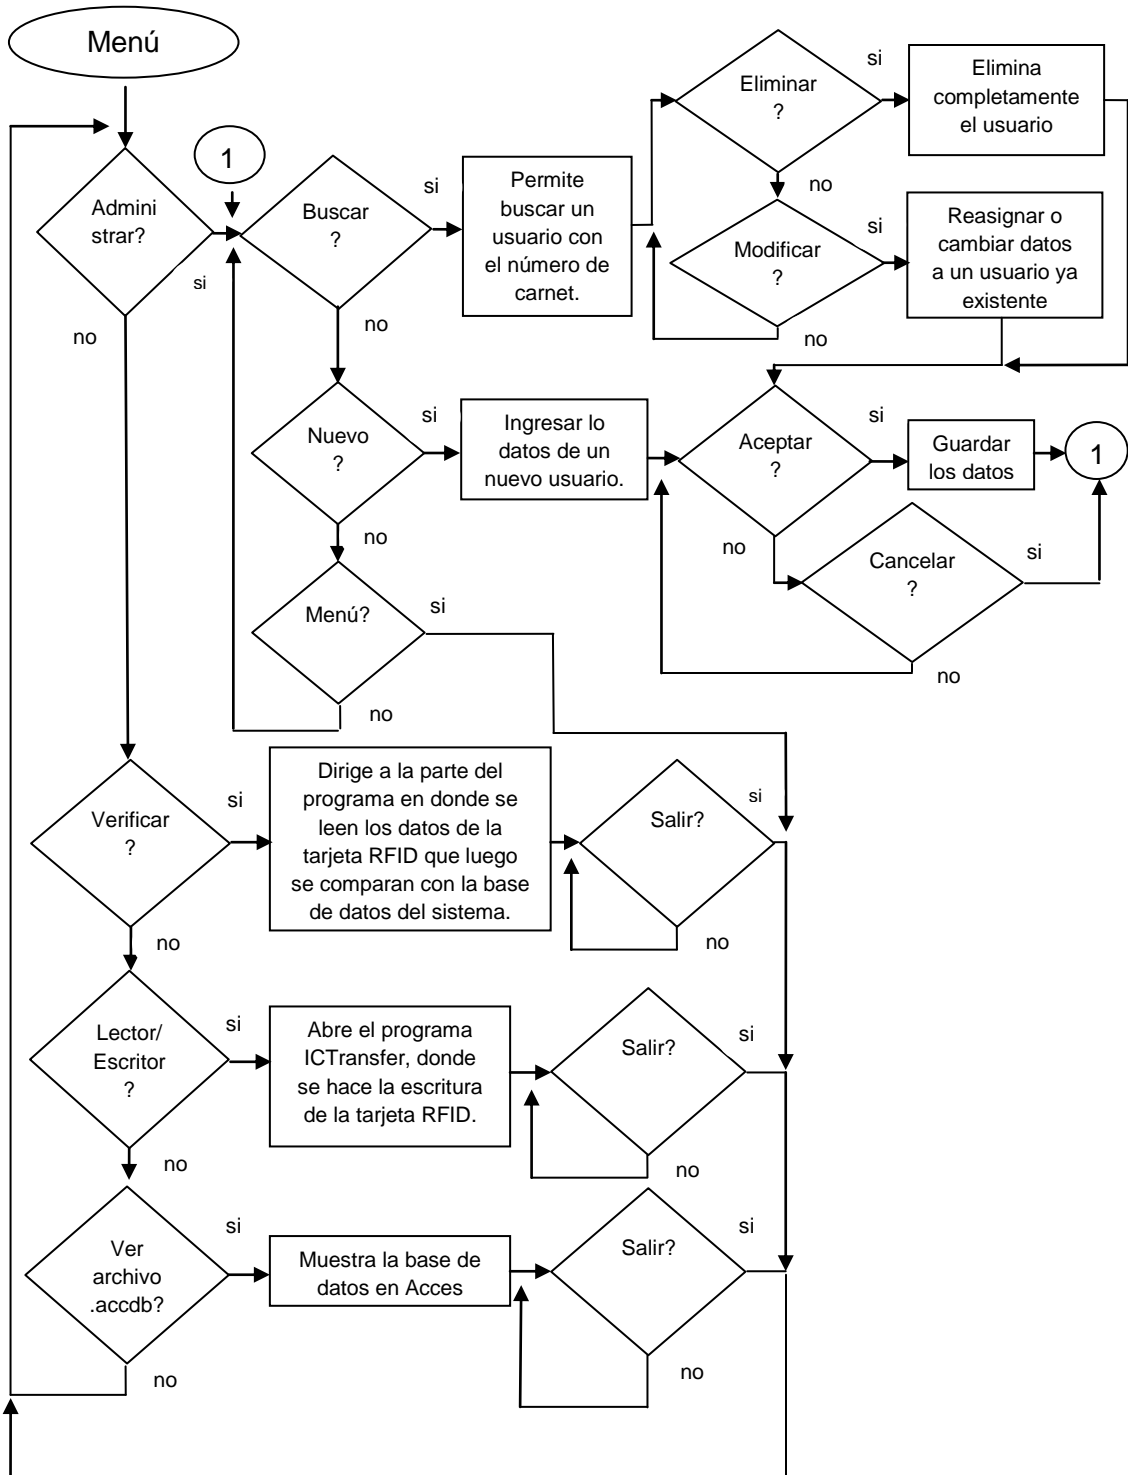 Menú
Admini
strar?
si
no
1
Buscar
?
si
no
Permite
buscar un
usuario con
el número de
carnet.
Eliminar
?
si
no
Elimina
completamente
el usuario
Modificar
?
si
no
Reasignar o
cambiar datos
a un usuario ya
existente
Nuevo
?
si
no
Ingresar lo
datos de un
nuevo usuario.
Aceptar
?
si
no
Guardar
los datos
1
Cancelar
?
si
no
Menú?
si
no
Verificar
?
si
no
Dirige a la parte del
programa en donde se
leen los datos de la
tarjeta RFID que luego
se comparan con la base
de datos del sistema.
Salir?
si
no
Lector/
Escritor
?
si
no
Abre el programa
ICTransfer, donde
se hace la escritura
de la tarjeta RFID.
Salir?
si
no
Ver
archivo
.accdb?
si
no
Muestra la base de
datos en Acces
Salir?
si
no